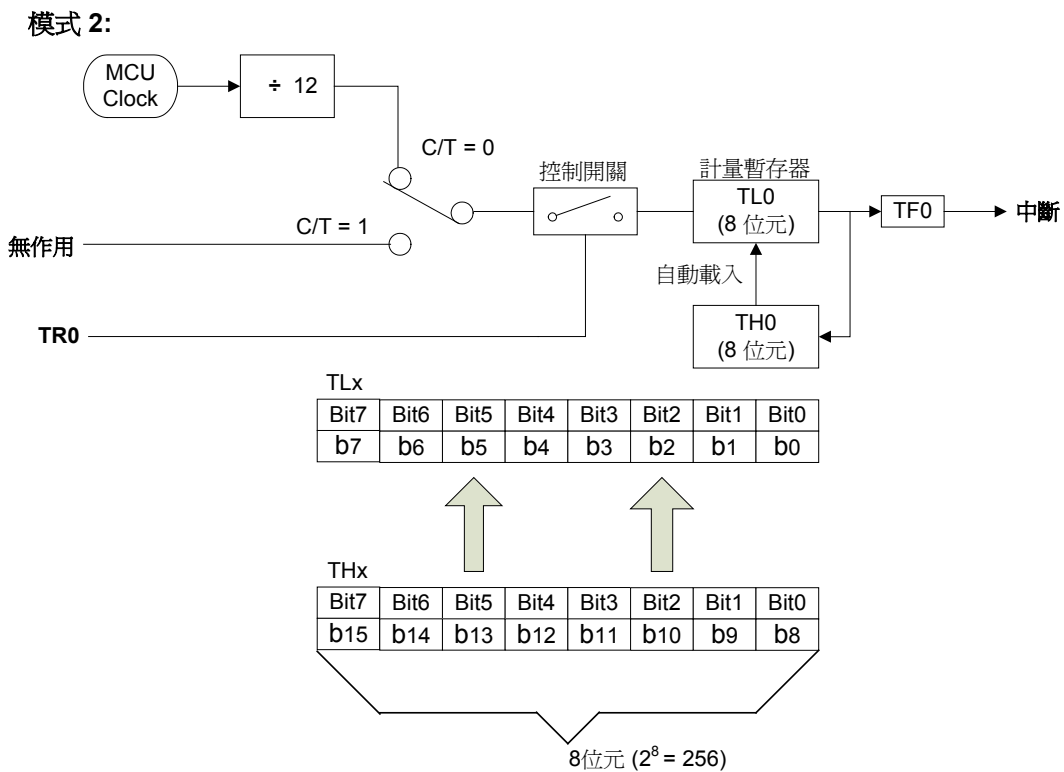 模式 2:
MCU
Clock
÷ 12
C/T = 0
控制開關
計量暫存器
TL0
(8 位元)
TF0
中斷
C/T = 1
無作用
自動載入
TR0
TH0
(8 位元)
TLx
Bit7 Bit6 Bit5 Bit4 Bit3 Bit2 Bit1 Bit0
b7 b6 b5 b4 b3 b2 b1 b0
THx
Bit7 Bit6 Bit5 Bit4 Bit3 Bit2 Bit1 Bit0
b15 b14 b13 b12 b11 b10 b9 b8
8位元 (2⁸ = 256)